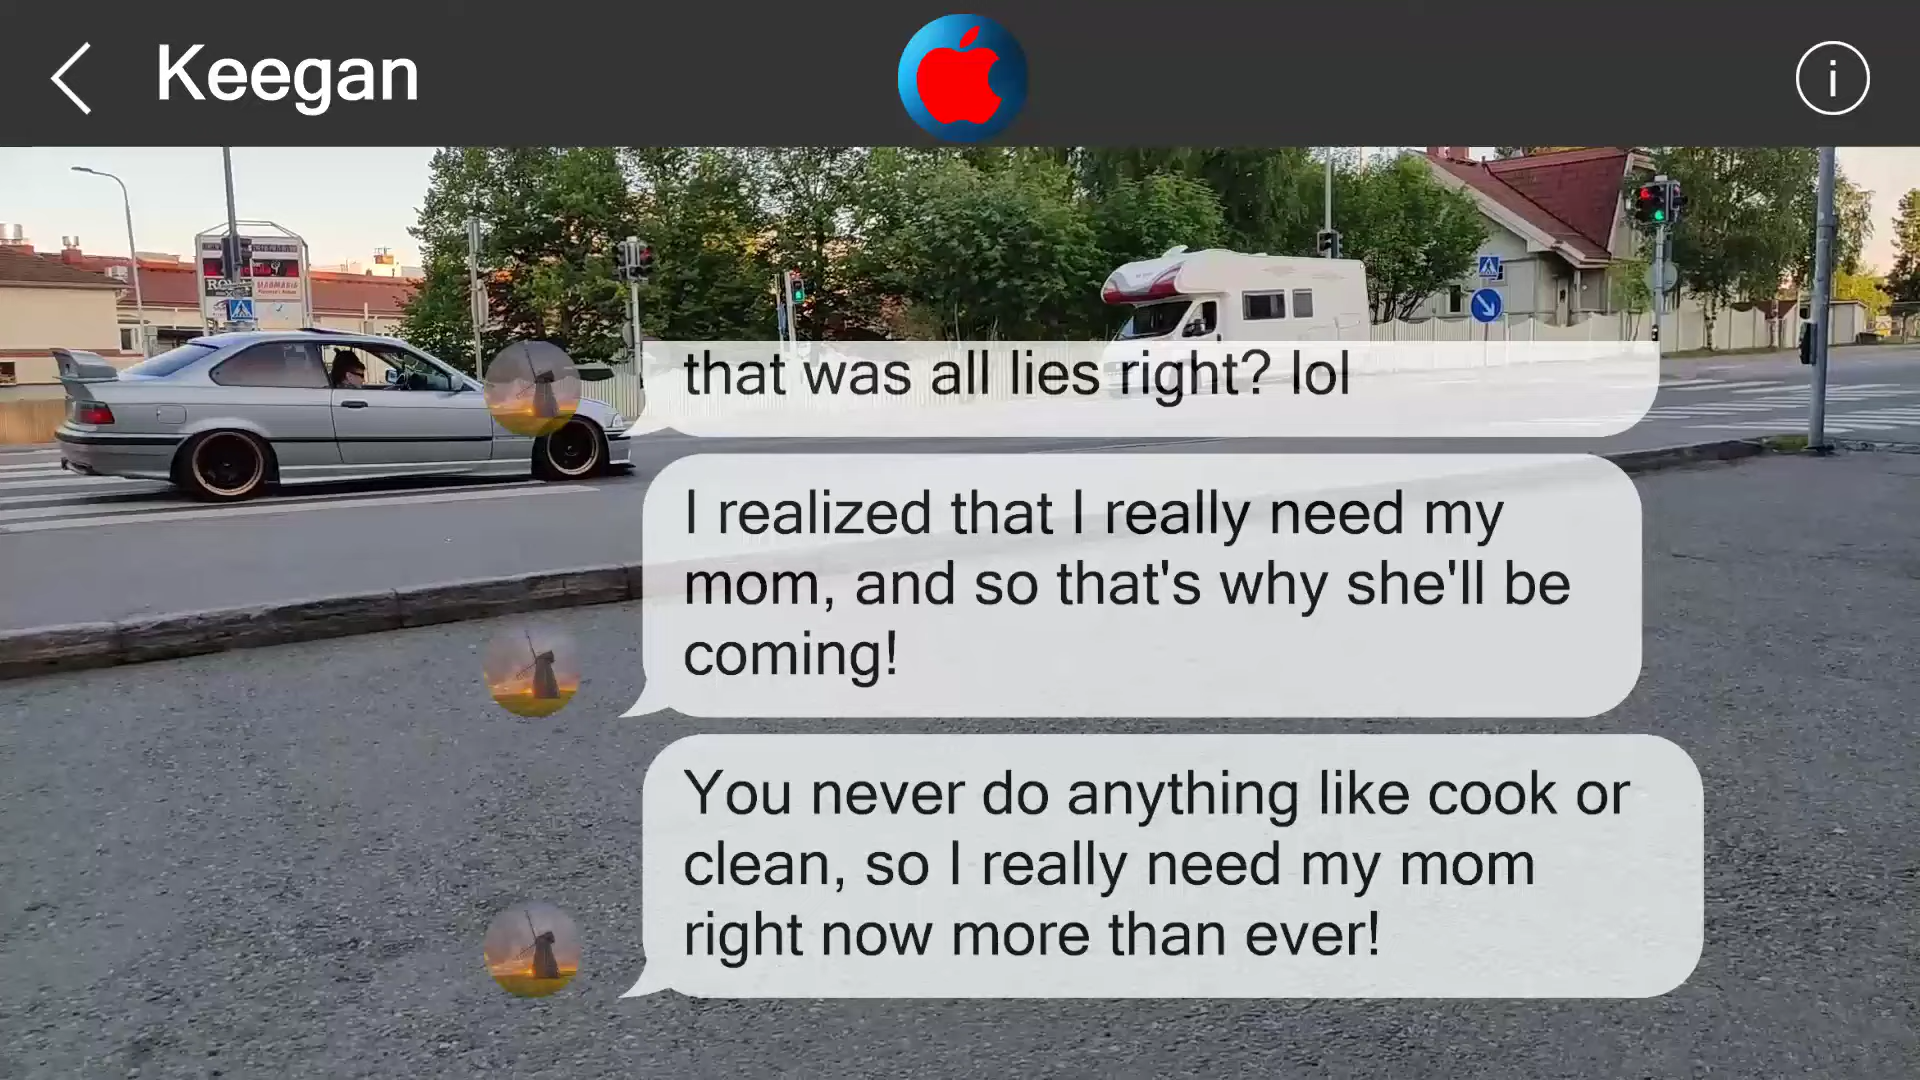 Keegan
i
that was all lies right? lol
I realized that I really need my
mom, and so that's why she'll be
coming!
You never do anything like cook or
clean, so I really need my mom
right now more than ever!